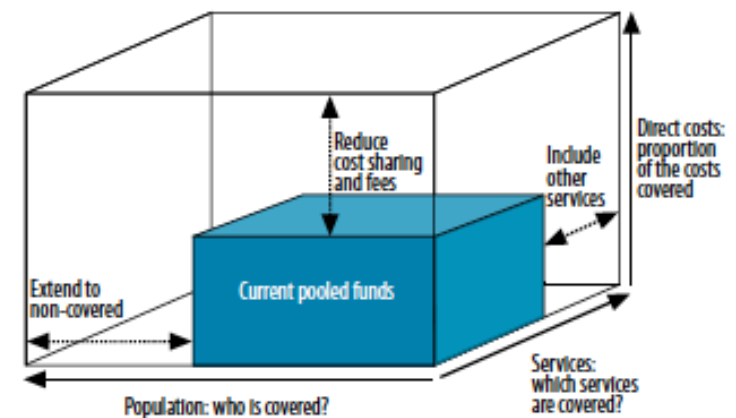 Reduce
cost sharing
and fees
Include
other
services
Direct costs:
proportion
of the costs
covered
Extend to
non-covered
Current pooled funds
Services:
which services
are covered?
Population: who is covered?